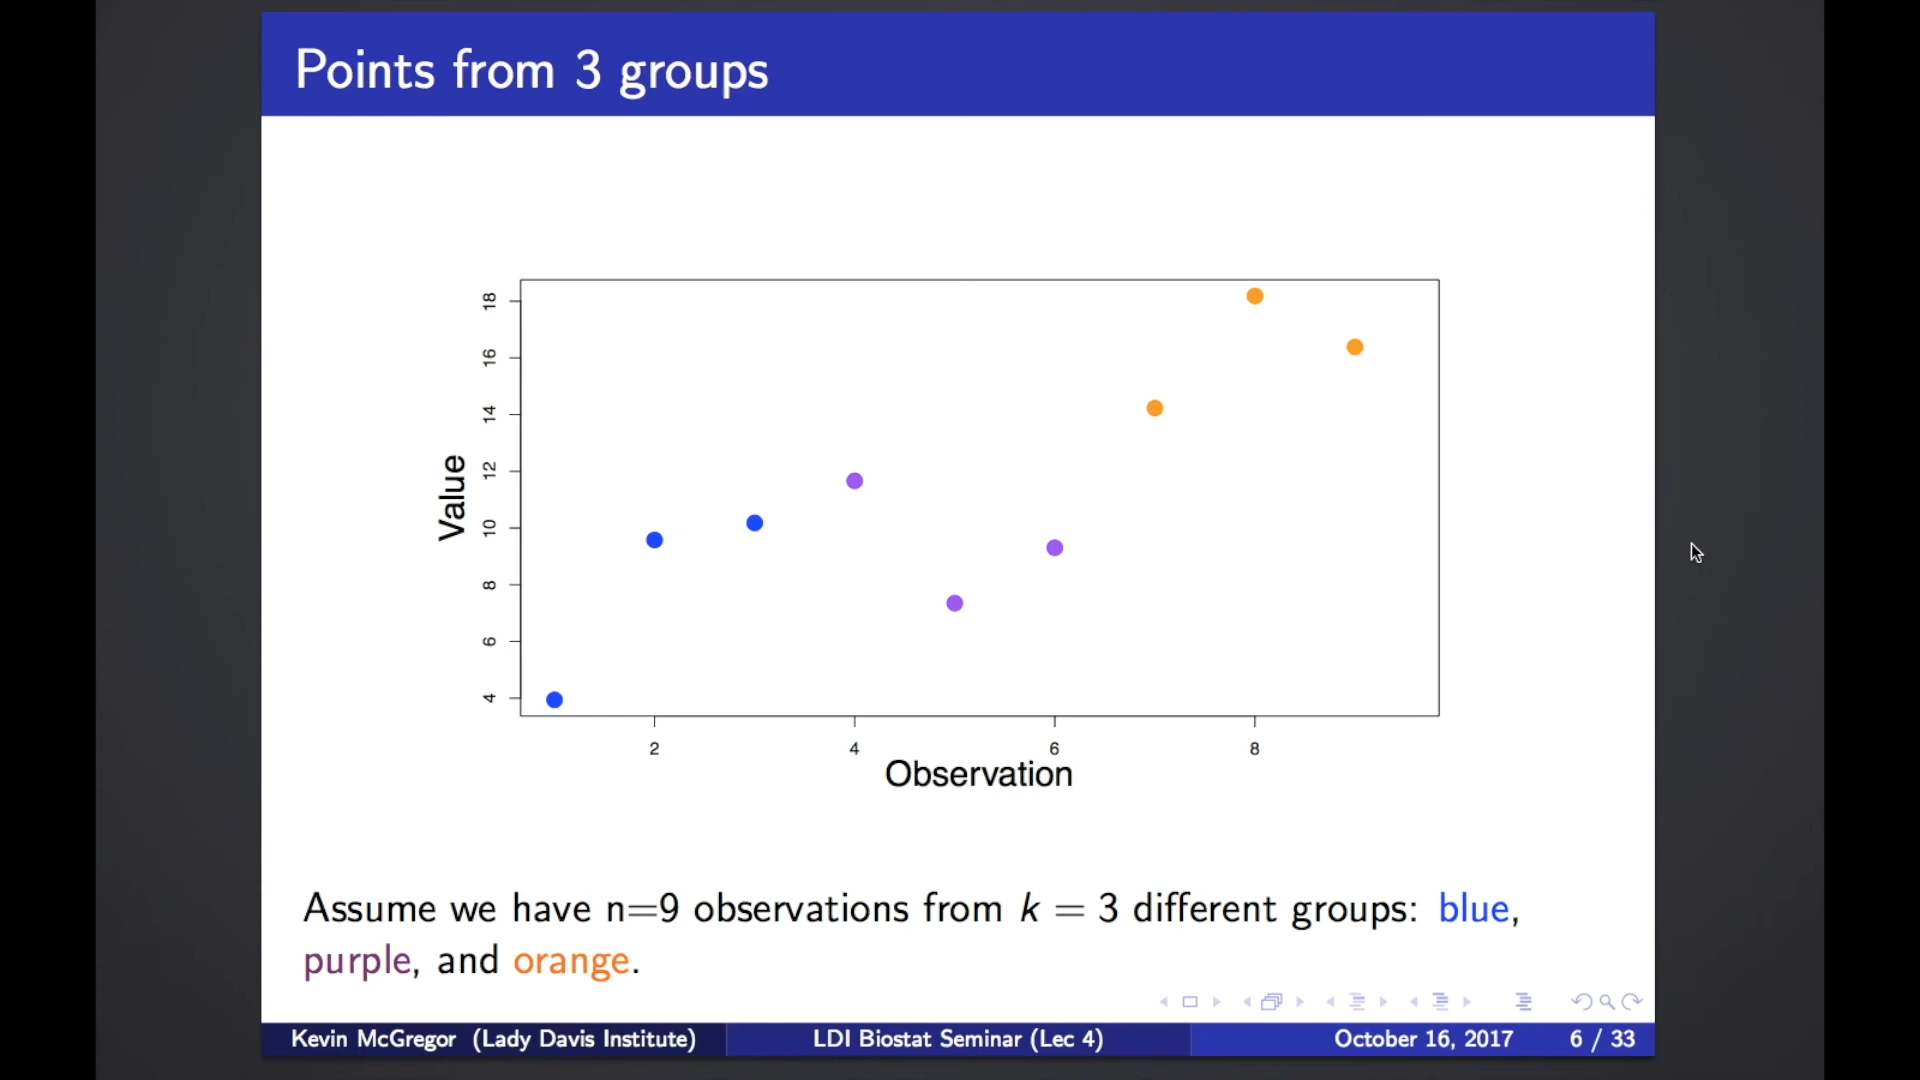 Points from 3 groups
18
16
14
12
10
8
6
4
Value
2 4 6 8
Observation
Assume we have n=9 observations from k = 3 different groups: blue,
purple, and orange.
Kevin McGregor (Lady Davis Institute) LDI Biostat Seminar (Lec 4) October 16, 2017 6 / 33